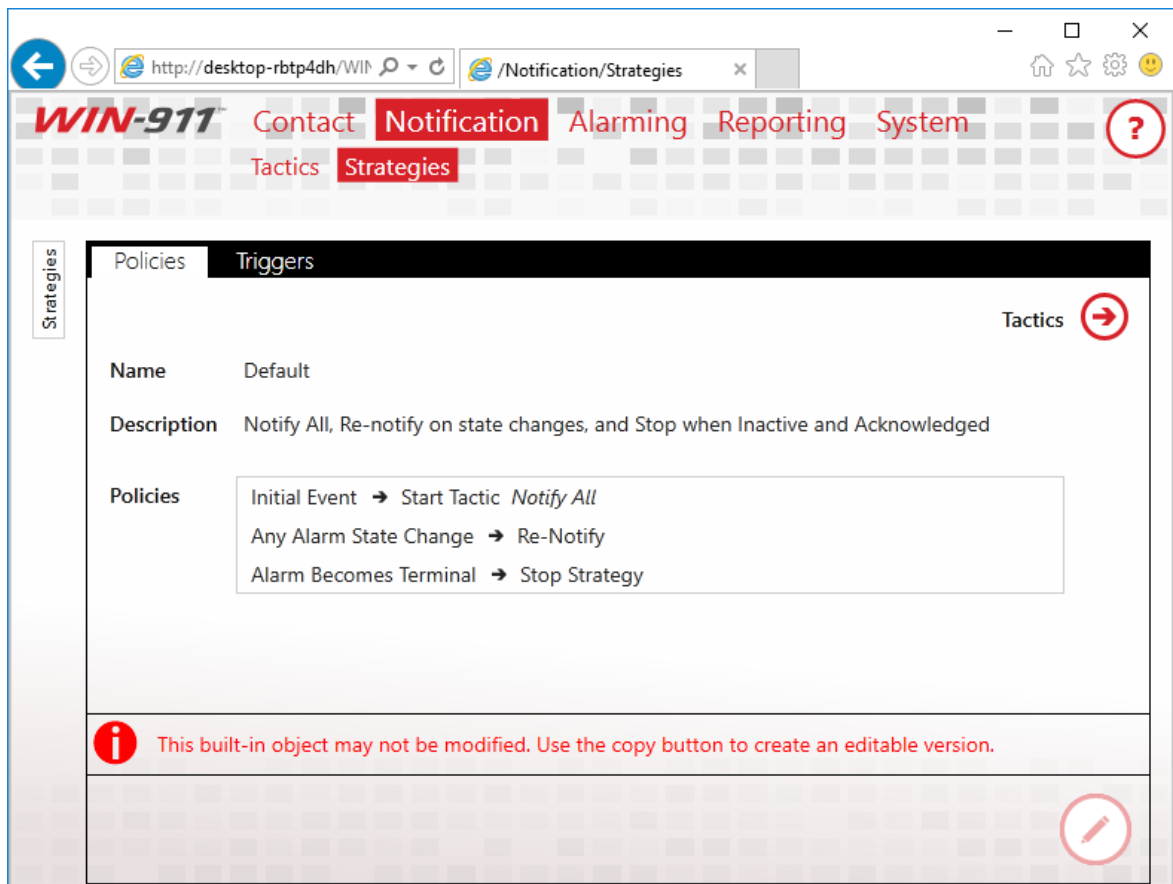 http://desktop-rbtp4dh/WIN
/Notification/Strategies
WIN-911™ Contact Notification Alarming Reporting System ?
Tactics Strategies
Strategies
Policies Triggers
Tactics
Name Default
Description Notify All, Re-notify on state changes, and Stop when Inactive and Acknowledged
Policies Initial Event → Start Tactic Notify All
Any Alarm State Change → Re-Notify
Alarm Becomes Terminal → Stop Strategy
This built-in object may not be modified. Use the copy button to create an editable version.